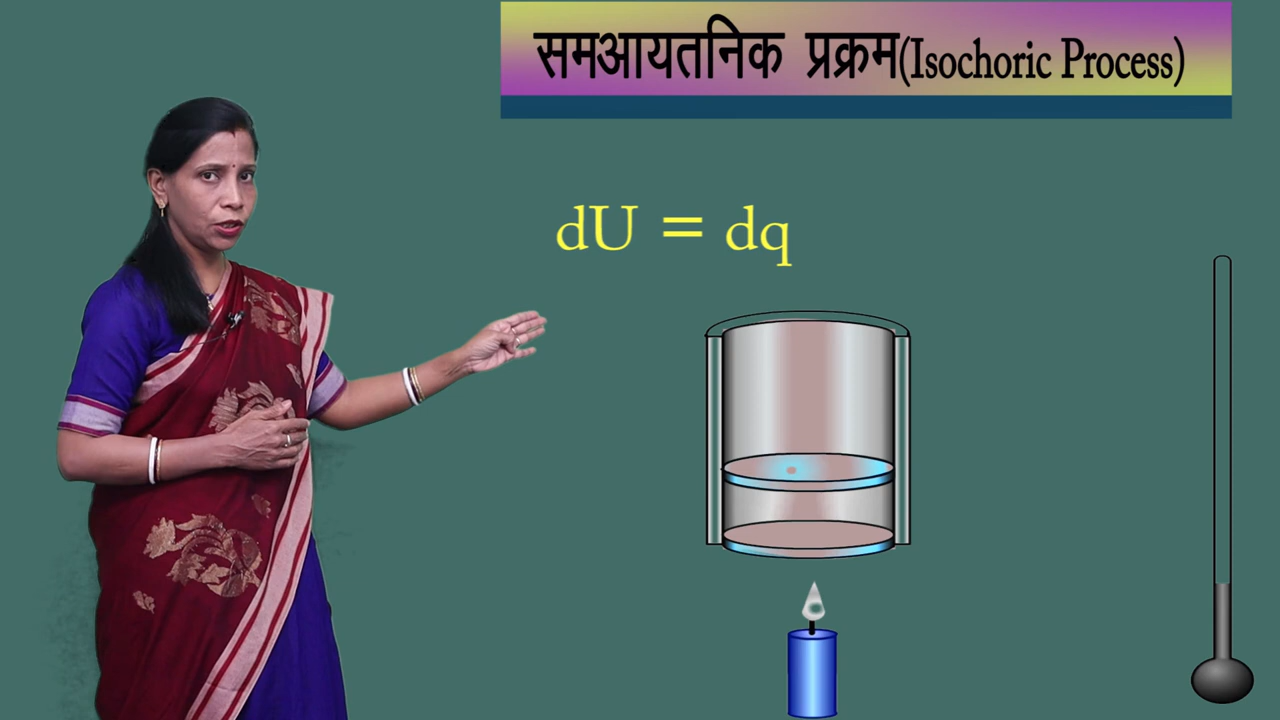 समआयतनिक प्रक्रम(Isochoric Process)
dU = dq